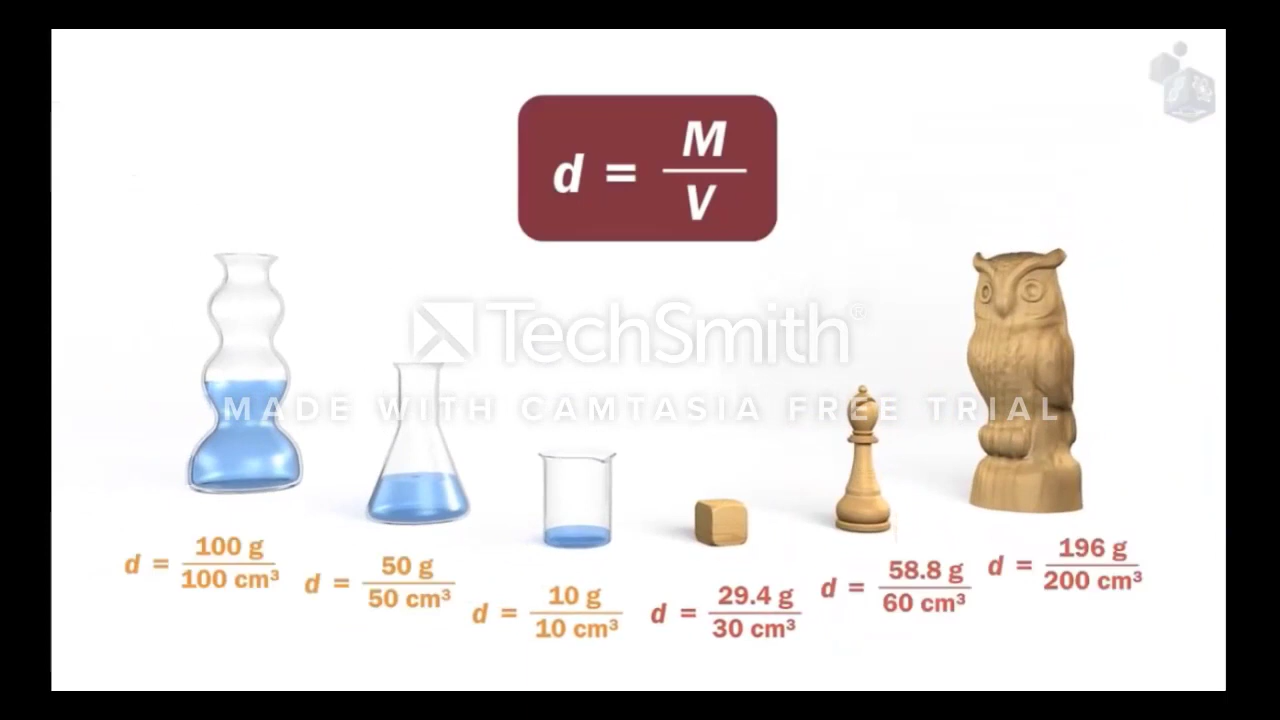 d = M/V
TechSmith®
MADE WITH CAMTASIA FREE TRIAL
d = 100 g / 100 cm³
d = 50 g / 50 cm³
d = 10 g / 10 cm³
d = 29.4 g / 30 cm³
d = 58.8 g / 60 cm³
d = 196 g / 200 cm³